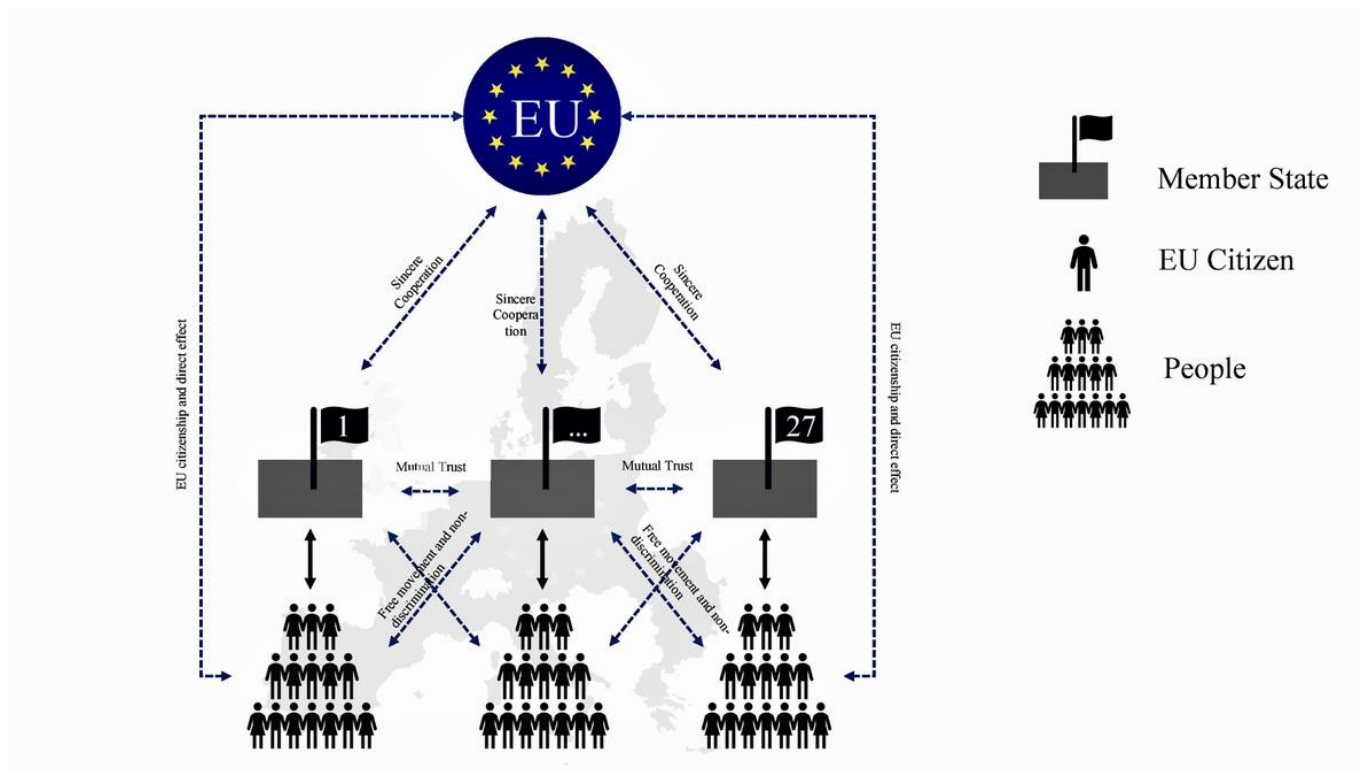 EU
Member State
EU Citizen
People
Sincere
Cooperation
Sincere
Coopera
tion
Sincere
Cooperation
EU citizenship and direct effect
EU citizenship and direct effect
1
...
27
Mutual Trust
Mutual Trust
Free movement and non-
discrimination
Free movement and non-
discrimination